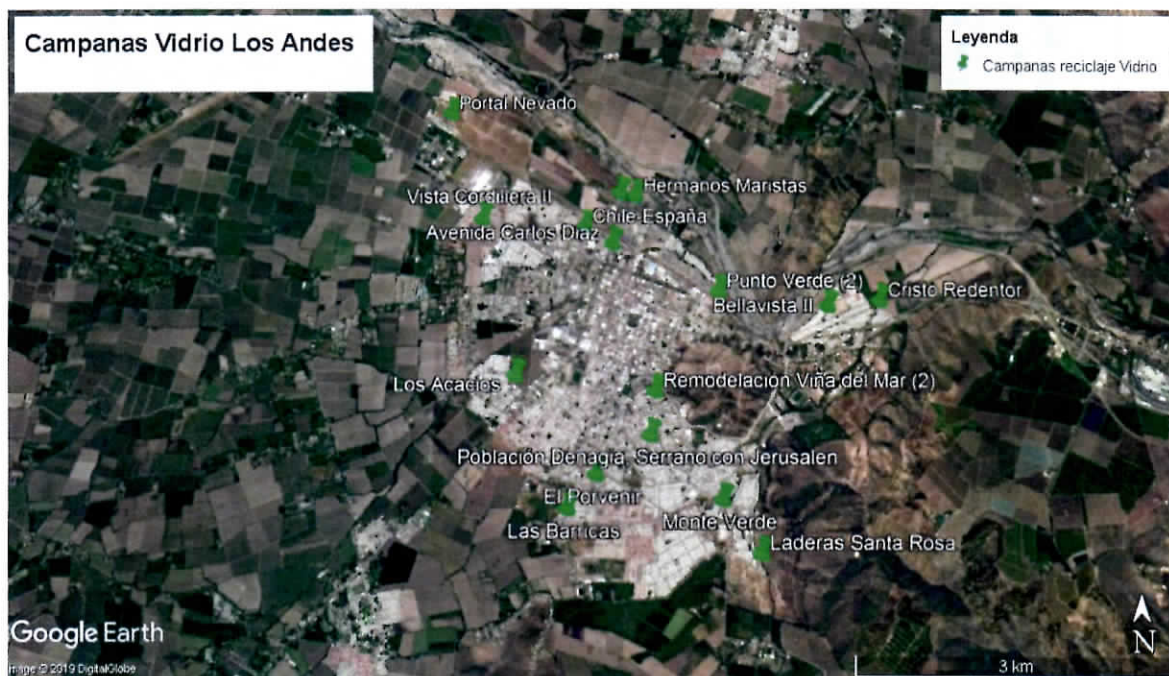 Campanas Vidrio Los Andes
Leyenda
Campanas reciclaje Vidrio
Portal Nevado
Hermanos Maristas
Vista Cordillera II
Chile-España
Avenida Carlos Diaz
Punto Verde (2)
Bellavista II
Cristo Redentor
Los Acacios
Remodelación Viña del Mar (2)
Población Denagia, Serrano con Jerusalen
El Porvenir
Monte Verde
Las Barricas
Laderas Santa Rosa
Google Earth
Image © 2019 DigitalGlobe
N
3 km